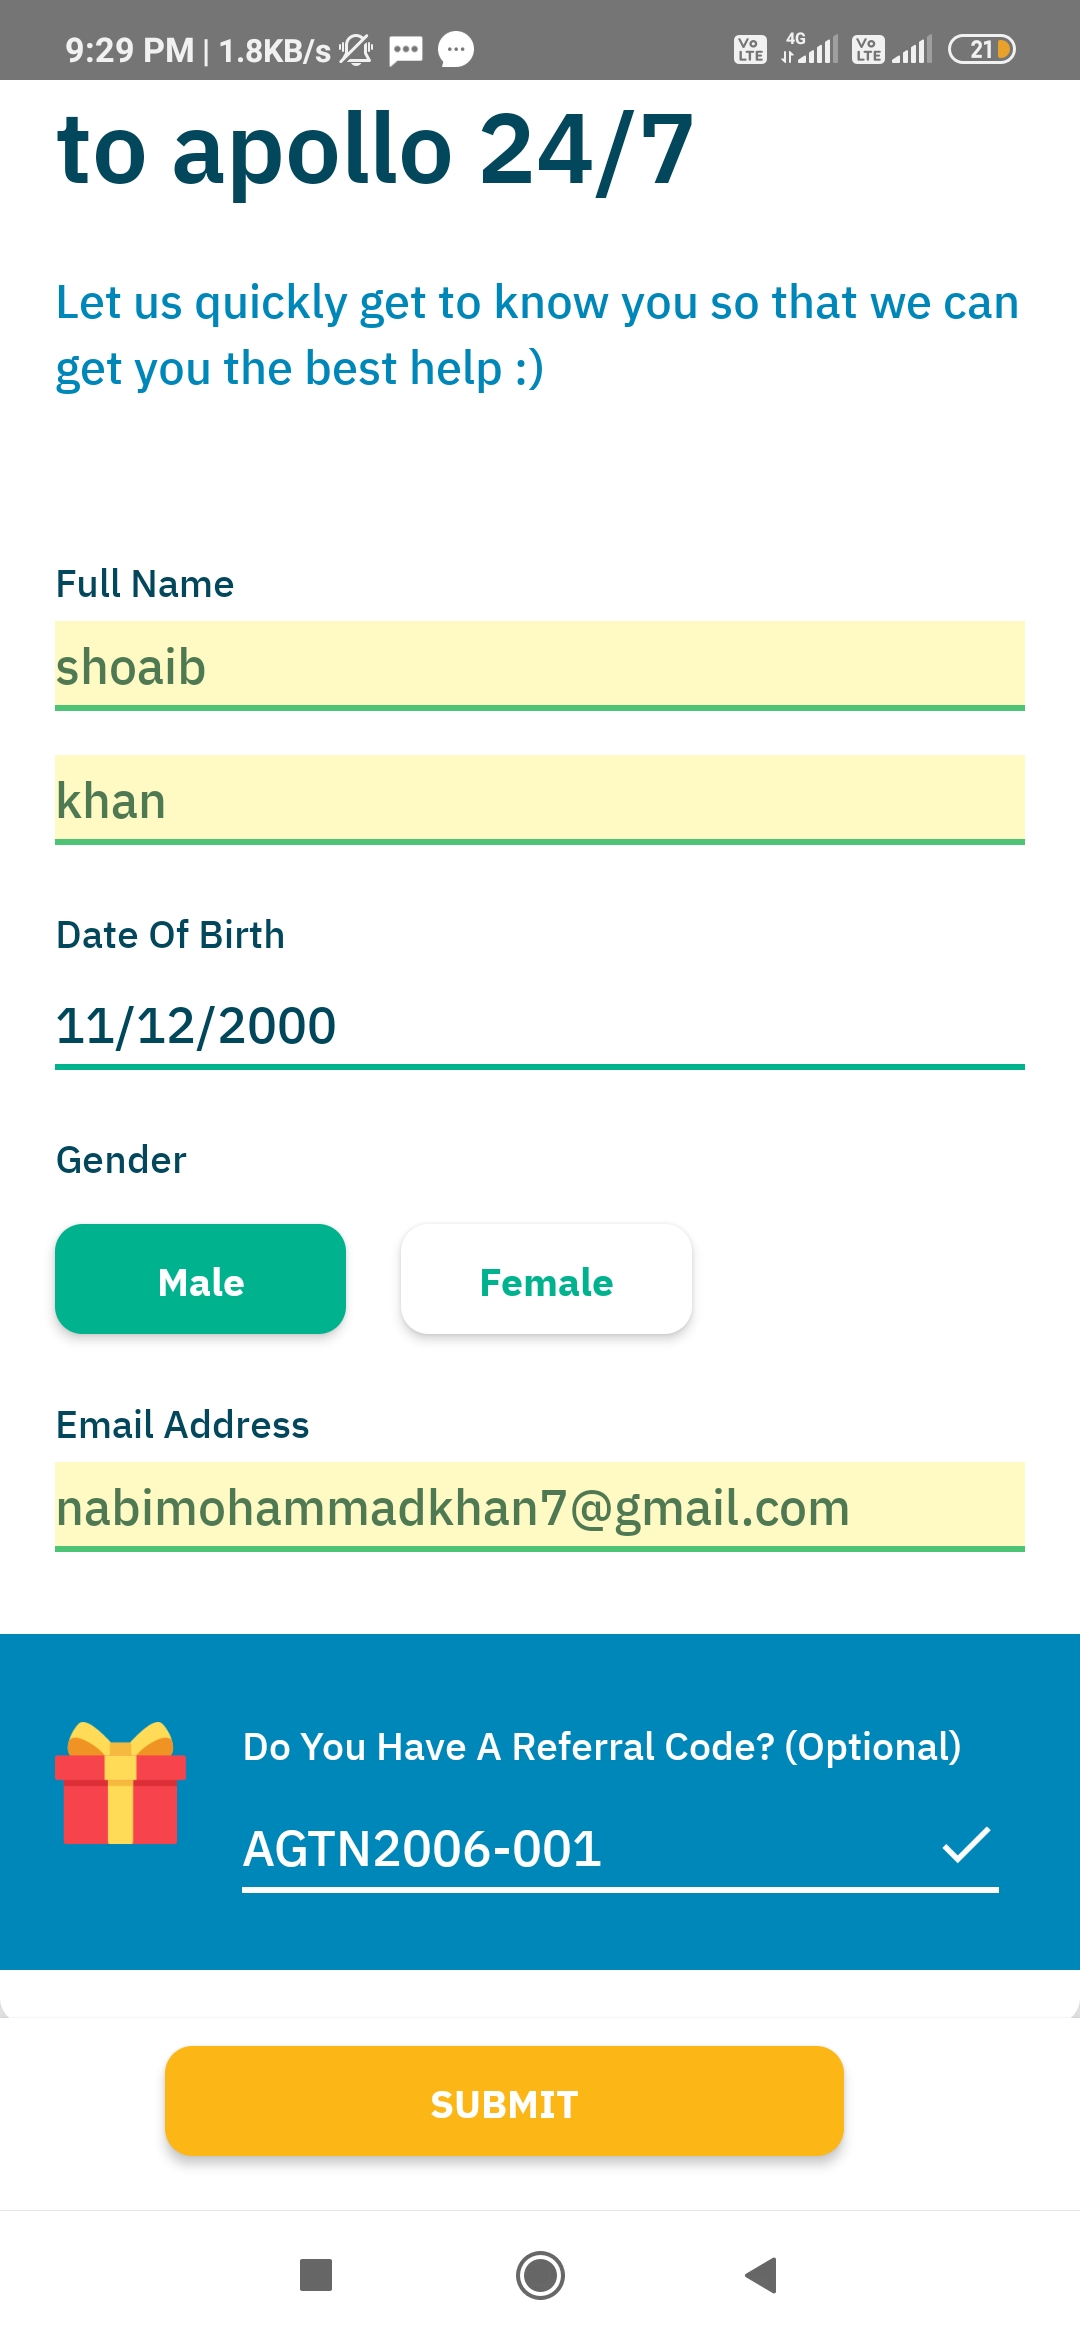 9:29 PM | 1.8KB/s Vo LTE 4G Vo LTE 21
to apollo 24/7
Let us quickly get to know you so that we can
get you the best help :)
Full Name
shoaib
khan
Date Of Birth
11/12/2000
Gender
Male Female
Email Address
nabimohammadkhan7@gmail.com
Do You Have A Referral Code? (Optional)
AGTN2006-001
SUBMIT